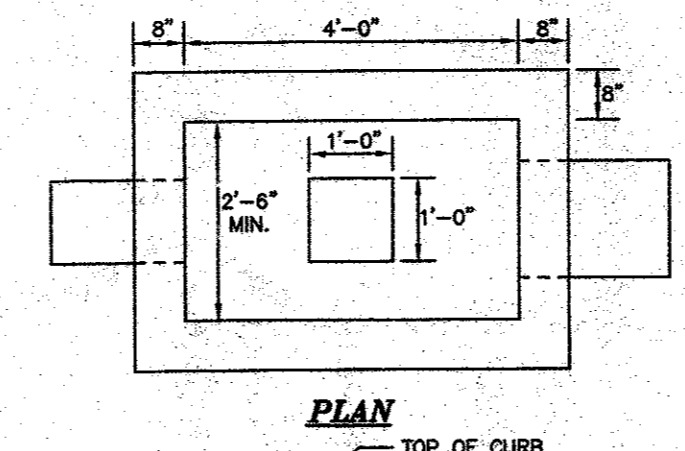 8" 4'-0" 8"
8"
1'-0"
2'-6"
MIN.
1'-0"
PLAN
TOP OF CURB